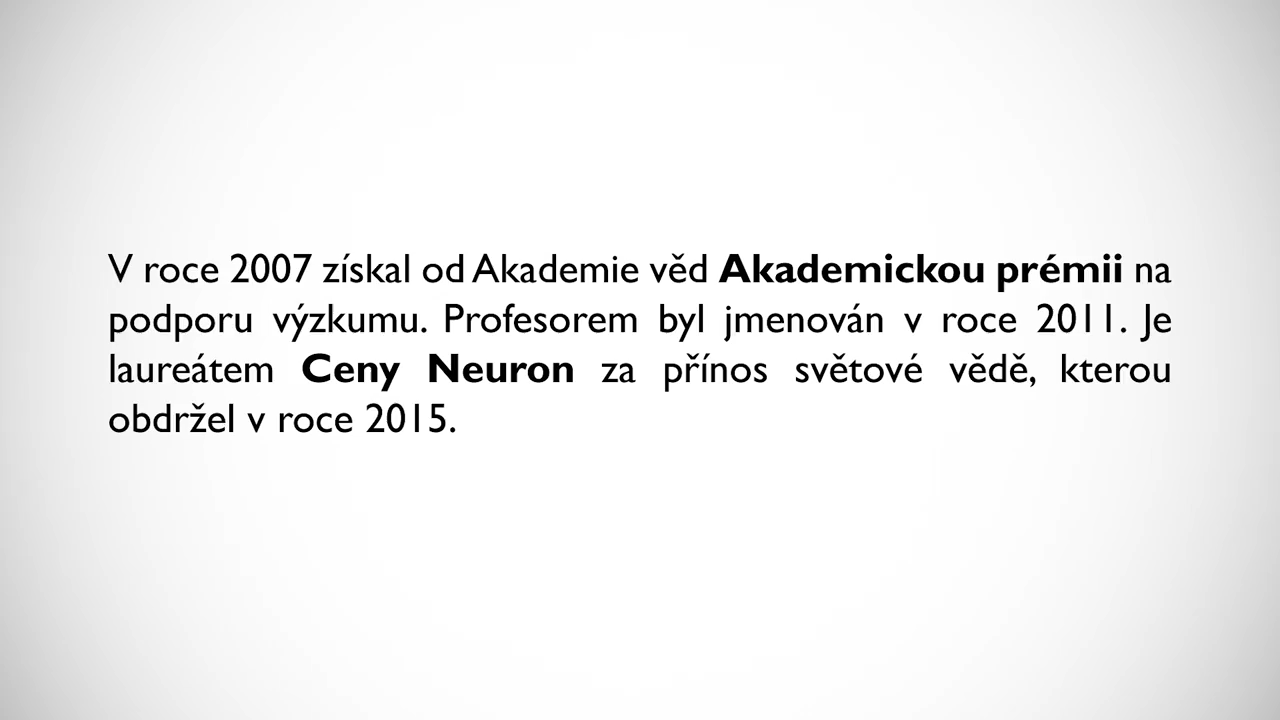 V roce 2007 získal od Akademie věd Akademickou prémii na
podporu výzkumu. Profesorem byl jmenován v roce 2011. Je
laureátem Ceny Neuron za přínos světové vědě, kterou
obdržel v roce 2015.